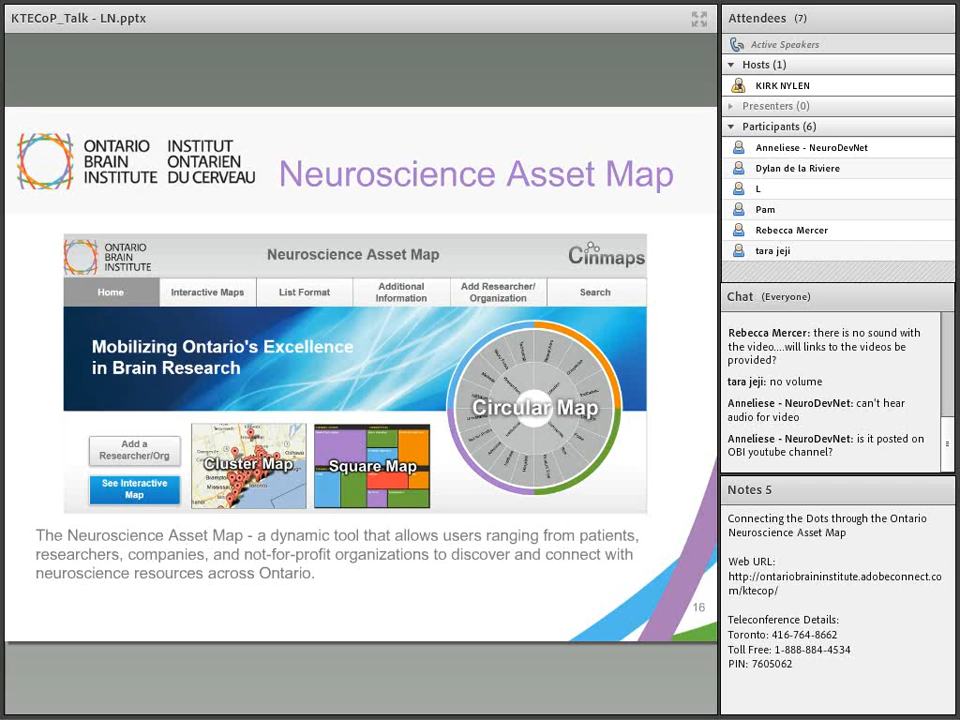 KTECoP_Talk - LN.pptx
ONTARIO
BRAIN
INSTITUTE
INSTITUT
ONTARIEN
DU CERVEAU
Neuroscience Asset Map
ONTARIO
BRAIN
INSTITUTE
Neuroscience Asset Map
Cinmaps
Home
Interactive Maps
List Format
Additional
Information
Add Researcher/
Organization
Search
Mobilizing Ontario's Excellence
in Brain Research
Circular Map
Add a
Researcher/Org
See Interactive
Map
Cluster Map
Square Map
The Neuroscience Asset Map - a dynamic tool that allows users ranging from patients,
researchers, companies, and not-for-profit organizations to discover and connect with
neuroscience resources across Ontario.
16
Attendees (7)
Active Speakers
Hosts (1)
KIRK NYLEN
Presenters (0)
Participants (6)
Anneliese - NeuroDevNet
Dylan de la Riviere
L
Pam
Rebecca Mercer
tara jeji
Chat (Everyone)
Rebecca Mercer: there is no sound with
the video....will links to the videos be
provided?
tara jeji: no volume
Anneliese - NeuroDevNet: can't hear
audio for video
Anneliese - NeuroDevNet: is it posted on
OBI youtube channel?
Notes 5
Connecting the Dots through the Ontario
Neuroscience Asset Map
Web URL:
http://ontariobraininstitute.adobeconnect.co
m/ktecop/
Teleconference Details:
Toronto: 416-764-8662
Toll Free: 1-888-884-4534
PIN: 7605062